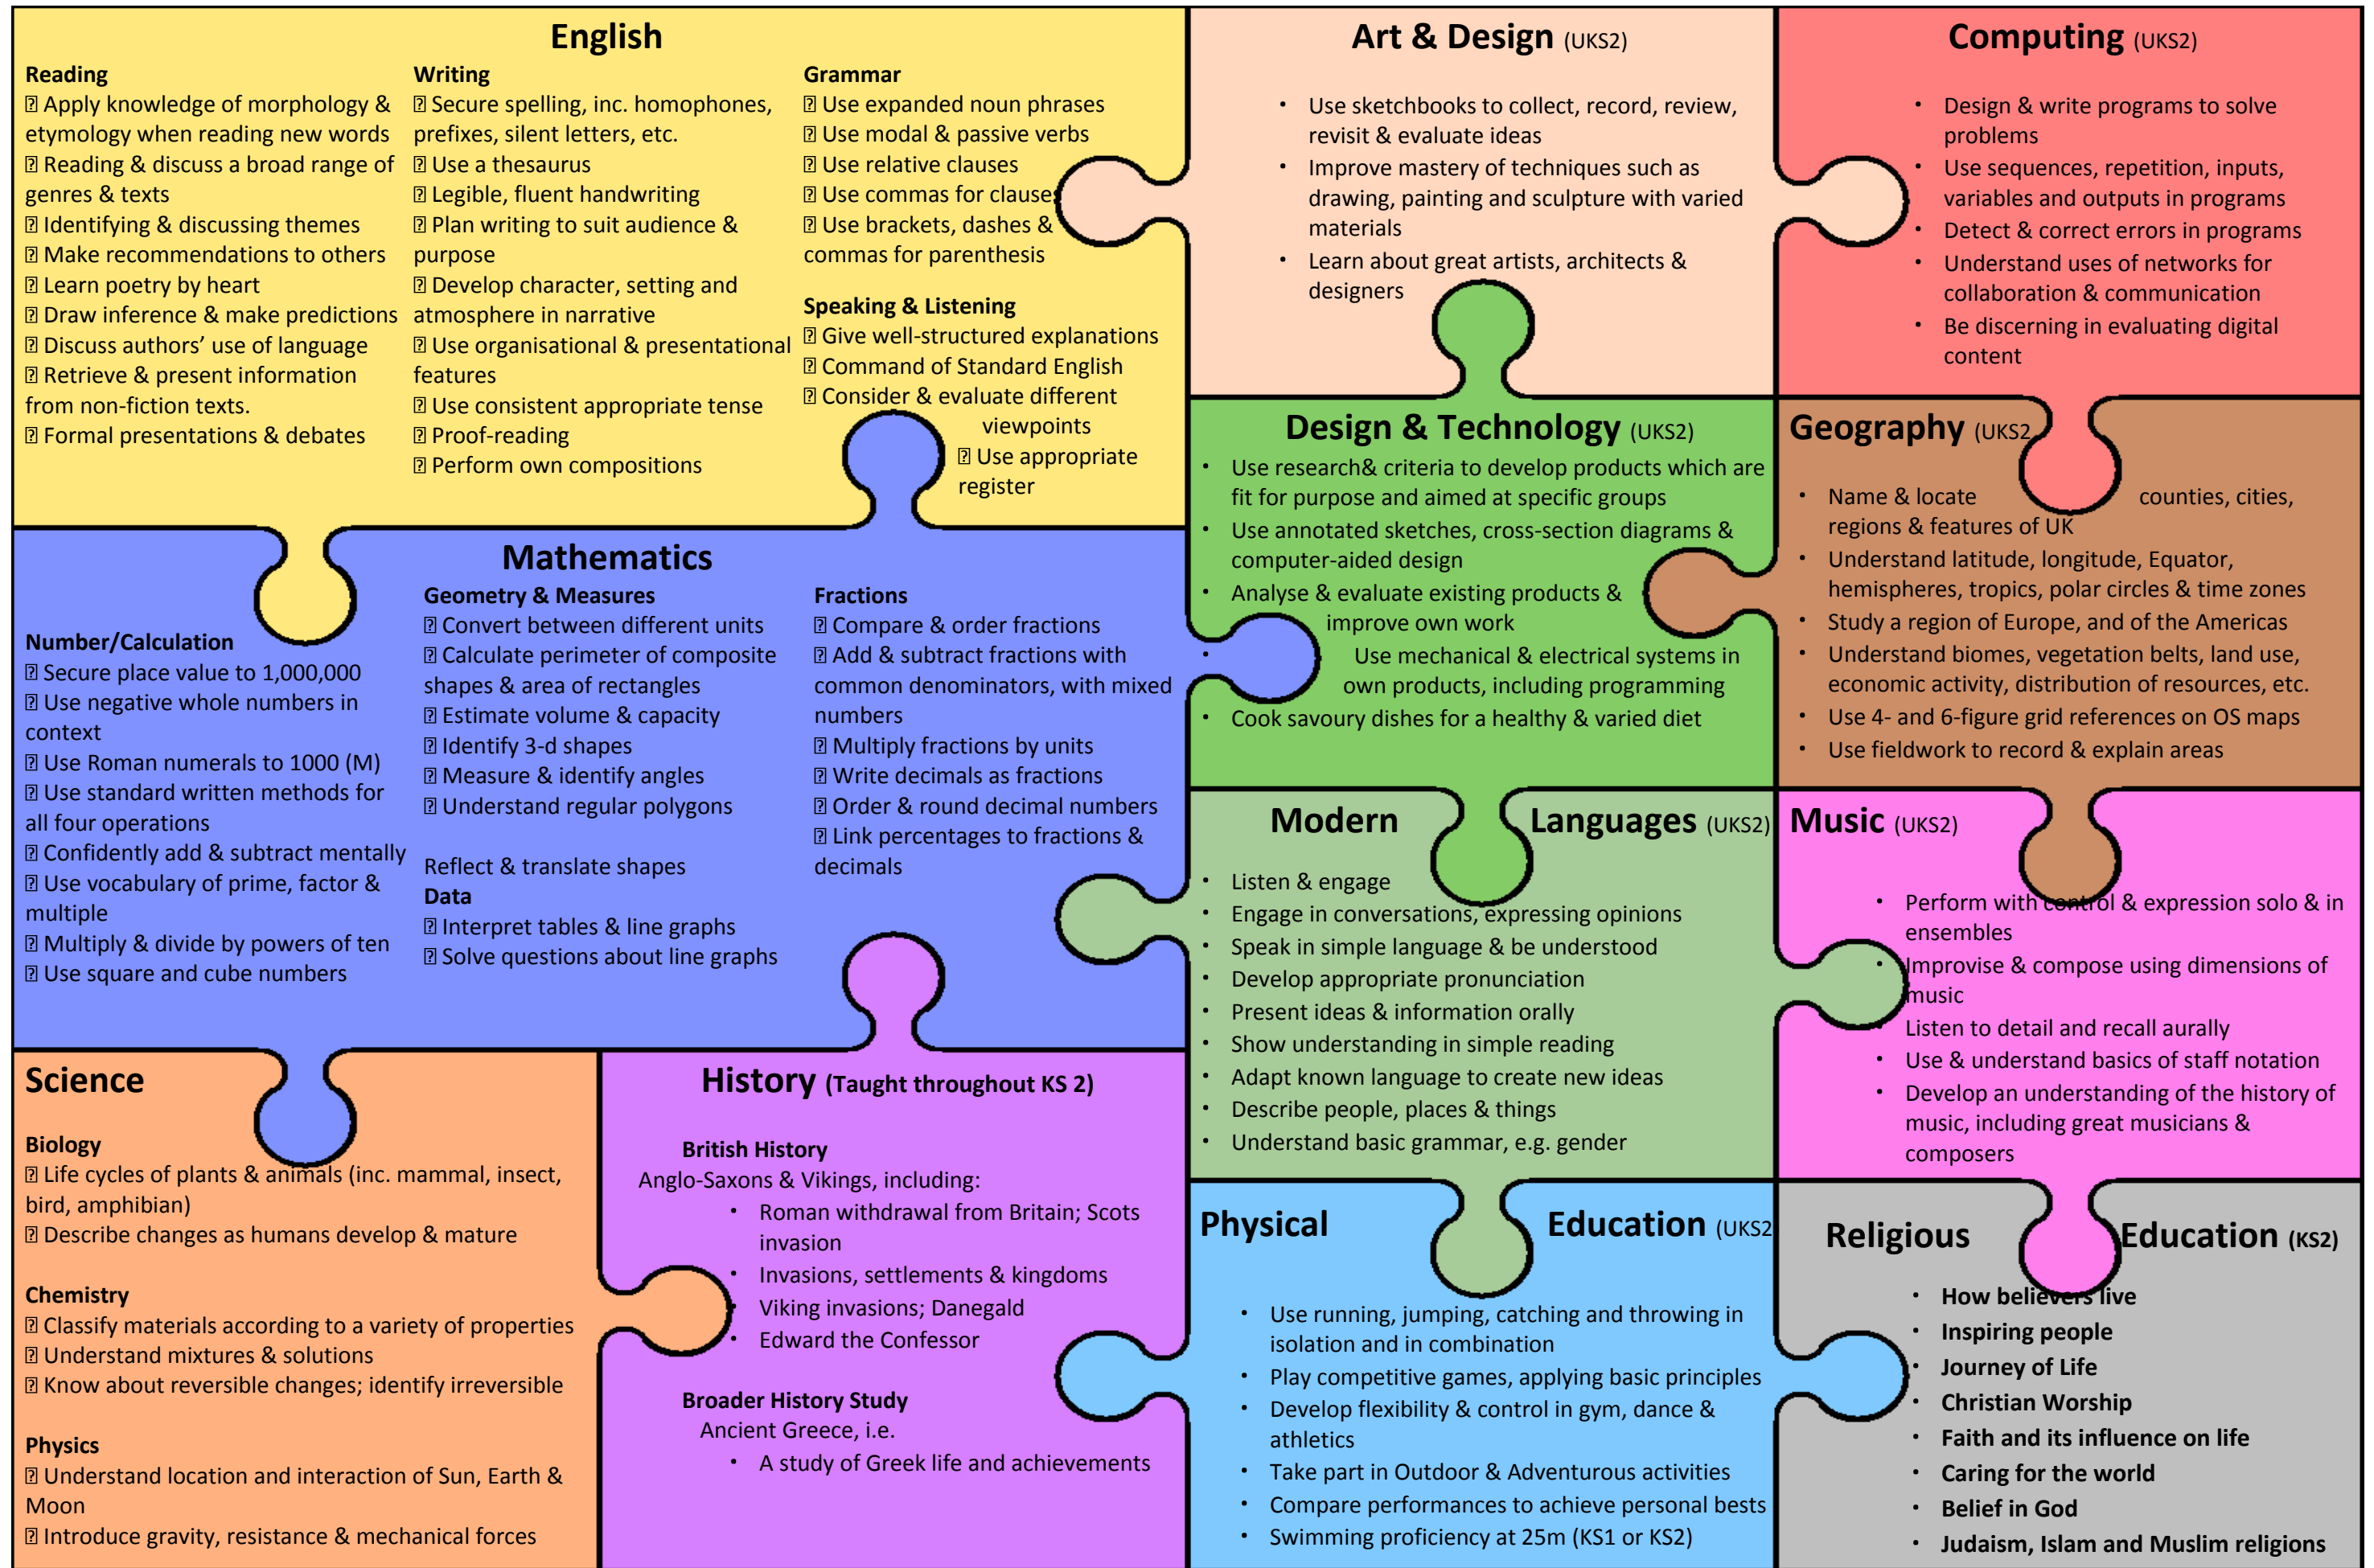 English
Reading
⍰ Apply knowledge of morphology &
etymology when reading new words
⍰ Reading & discuss a broad range of
genres & texts
⍰ Identifying & discussing themes
⍰ Make recommendations to others
⍰ Learn poetry by heart
⍰ Draw inference & make predictions
⍰ Discuss authors’ use of language
⍰ Retrieve & present information
from non-fiction texts.
⍰ Formal presentations & debates
Writing
⍰ Secure spelling, inc. homophones,
prefixes, silent letters, etc.
⍰ Use a thesaurus
⍰ Legible, fluent handwriting
⍰ Plan writing to suit audience &
purpose
⍰ Develop character, setting and
atmosphere in narrative
⍰ Use organisational & presentational
features
⍰ Use consistent appropriate tense
⍰ Proof-reading
⍰ Perform own compositions
Grammar
⍰ Use expanded noun phrases
⍰ Use modal & passive verbs
⍰ Use relative clauses
⍰ Use commas for clauses
⍰ Use brackets, dashes &
commas for parenthesis
Speaking & Listening
⍰ Give well-structured explanations
⍰ Command of Standard English
⍰ Consider & evaluate different
viewpoints
⍰ Use appropriate
register
Art & Design (UKS2)
• Use sketchbooks to collect, record, review,
revisit & evaluate ideas
• Improve mastery of techniques such as
drawing, painting and sculpture with varied
materials
• Learn about great artists, architects &
designers
Computing (UKS2)
• Design & write programs to solve
problems
• Use sequences, repetition, inputs,
variables and outputs in programs
• Detect & correct errors in programs
• Understand uses of networks for
collaboration & communication
• Be discerning in evaluating digital
content
Design & Technology (UKS2)
• Use research& criteria to develop products which are
fit for purpose and aimed at specific groups
• Use annotated sketches, cross-section diagrams &
computer-aided design
• Analyse & evaluate existing products &
improve own work
• Use mechanical & electrical systems in
own products, including programming
• Cook savoury dishes for a healthy & varied diet
Geography (UKS2
• Name & locate counties, cities,
regions & features of UK
• Understand latitude, longitude, Equator,
hemispheres, tropics, polar circles & time zones
• Study a region of Europe, and of the Americas
• Understand biomes, vegetation belts, land use,
economic activity, distribution of resources, etc.
• Use 4- and 6-figure grid references on OS maps
• Use fieldwork to record & explain areas
Mathematics
Number/Calculation
⍰ Secure place value to 1,000,000
⍰ Use negative whole numbers in
context
⍰ Use Roman numerals to 1000 (M)
⍰ Use standard written methods for
all four operations
⍰ Confidently add & subtract mentally
⍰ Use vocabulary of prime, factor &
multiple
⍰ Multiply & divide by powers of ten
⍰ Use square and cube numbers
Geometry & Measures
⍰ Convert between different units
⍰ Calculate perimeter of composite
shapes & area of rectangles
⍰ Estimate volume & capacity
⍰ Identify 3-d shapes
⍰ Measure & identify angles
⍰ Understand regular polygons
Reflect & translate shapes
Data
⍰ Interpret tables & line graphs
⍰ Solve questions about line graphs
Fractions
⍰ Compare & order fractions
⍰ Add & subtract fractions with
common denominators, with mixed
numbers
⍰ Multiply fractions by units
⍰ Write decimals as fractions
⍰ Order & round decimal numbers
⍰ Link percentages to fractions &
decimals
Modern Languages (UKS2)
• Listen & engage
• Engage in conversations, expressing opinions
• Speak in simple language & be understood
• Develop appropriate pronunciation
• Present ideas & information orally
• Show understanding in simple reading
• Adapt known language to create new ideas
• Describe people, places & things
• Understand basic grammar, e.g. gender
Music (UKS2)
• Perform with control & expression solo & in
ensembles
• Improvise & compose using dimensions of
music
Listen to detail and recall aurally
• Use & understand basics of staff notation
• Develop an understanding of the history of
music, including great musicians &
composers
Science
Biology
⍰ Life cycles of plants & animals (inc. mammal, insect,
bird, amphibian)
⍰ Describe changes as humans develop & mature
Chemistry
⍰ Classify materials according to a variety of properties
⍰ Understand mixtures & solutions
⍰ Know about reversible changes; identify irreversible
Physics
⍰ Understand location and interaction of Sun, Earth &
Moon
⍰ Introduce gravity, resistance & mechanical forces
History (Taught throughout KS 2)
British History
Anglo-Saxons & Vikings, including:
• Roman withdrawal from Britain; Scots
invasion
• Invasions, settlements & kingdoms
• Viking invasions; Danegald
• Edward the Confessor
Broader History Study
Ancient Greece, i.e.
• A study of Greek life and achievements
Physical Education (UKS2
• Use running, jumping, catching and throwing in
isolation and in combination
• Play competitive games, applying basic principles
• Develop flexibility & control in gym, dance &
athletics
• Take part in Outdoor & Adventurous activities
• Compare performances to achieve personal bests
• Swimming proficiency at 25m (KS1 or KS2)
Religious Education (KS2)
• How believers live
• Inspiring people
• Journey of Life
• Christian Worship
• Faith and its influence on life
• Caring for the world
• Belief in God
• Judaism, Islam and Muslim religions